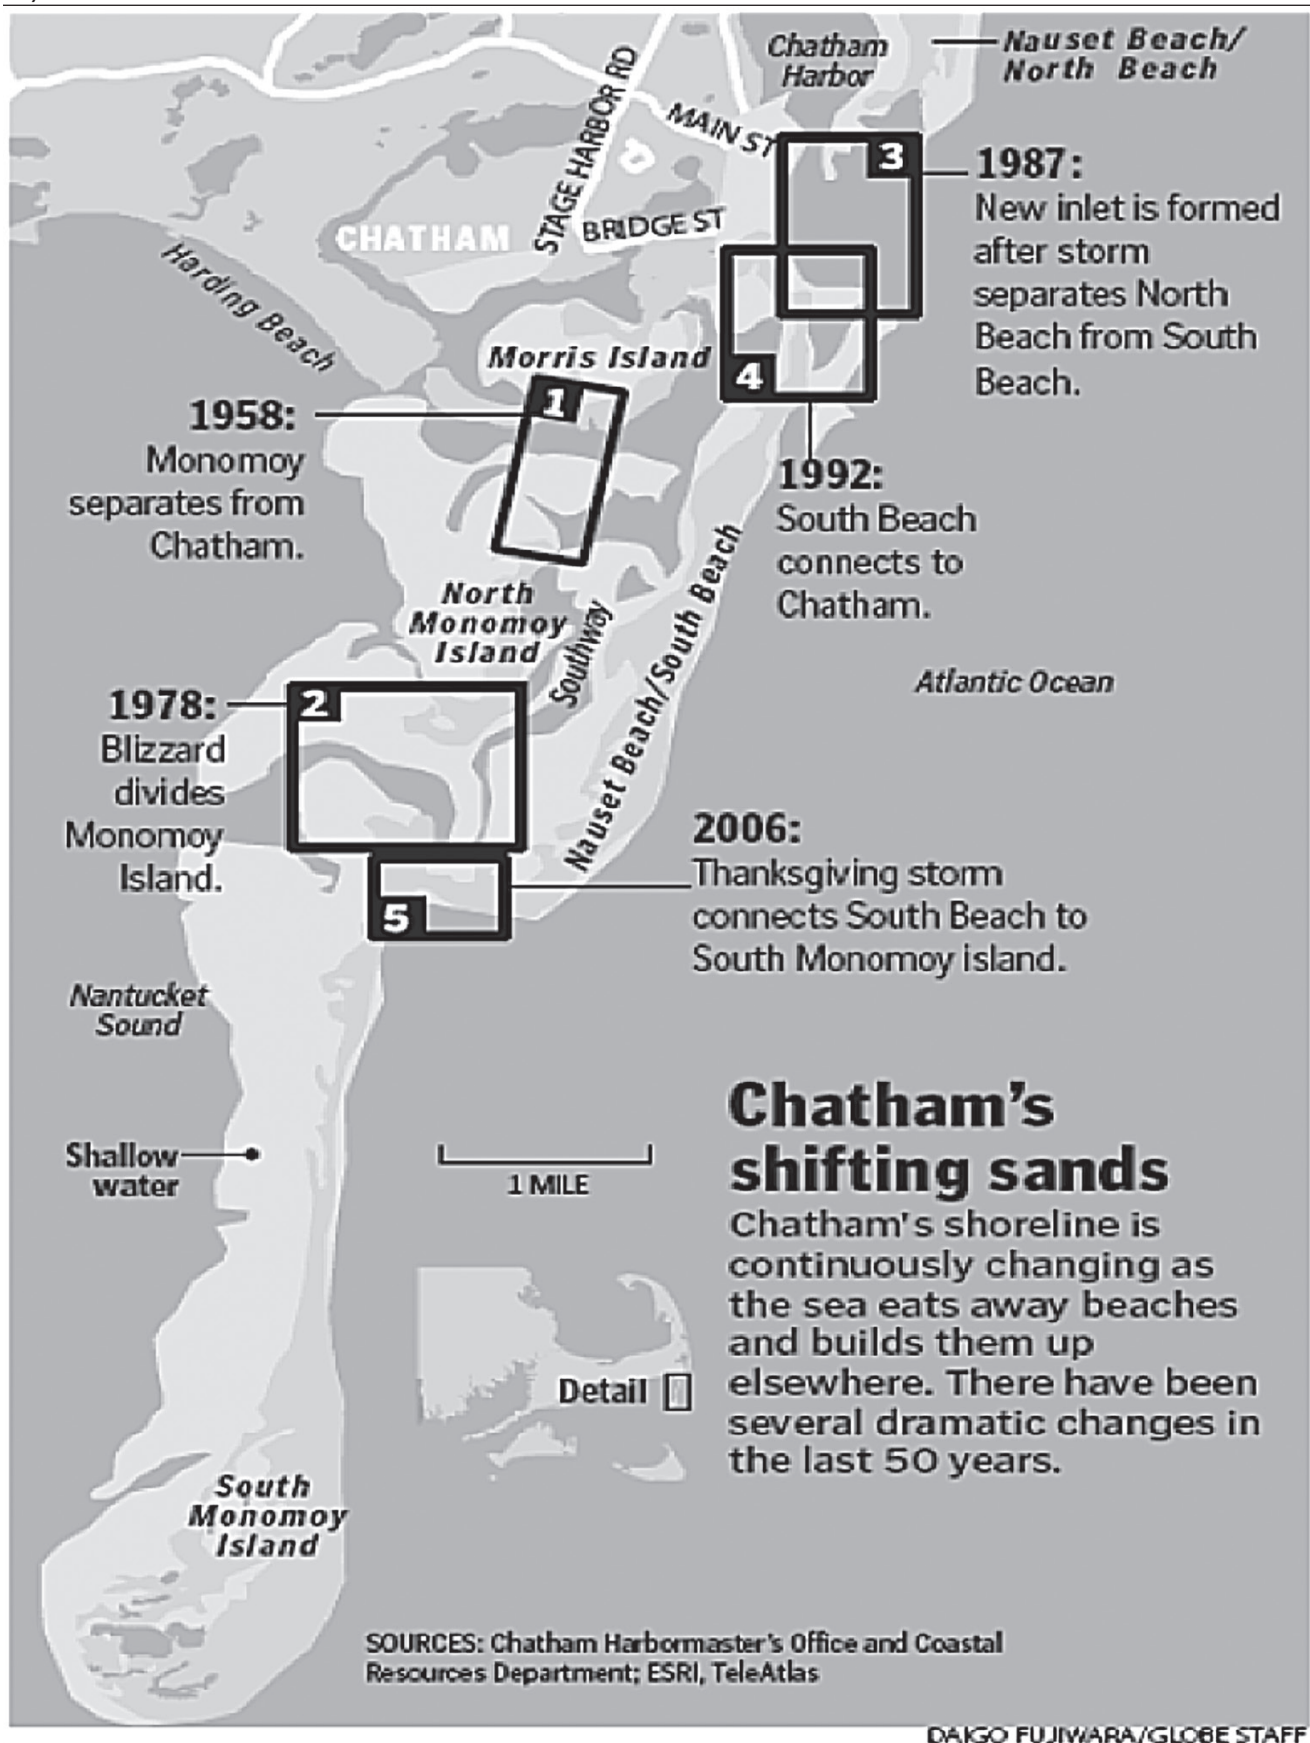 Chatham
Harbor
Nauset Beach/
North Beach
STAGE HARBOR RD
MAIN ST
BRIDGE ST
CHATHAM
Harding Beach
3
1987:
New inlet is formed
after storm
separates North
Beach from South
Beach.
Morris Island
4
1
1958:
Monomoy
separates from
Chatham.
1992:
South Beach
connects to
Chatham.
North
Monomoy
Island
Southway
Nauset Beach/South Beach
Atlantic Ocean
2
1978:
Blizzard
divides
Monomoy
Island.
5
2006:
Thanksgiving storm
connects South Beach to
South Monomoy island.
Nantucket
Sound
Shallow
water
1 MILE
Chatham's
shifting sands
Chatham's shoreline is
continuously changing as
the sea eats away beaches
and builds them up
elsewhere. There have been
several dramatic changes in
the last 50 years.
Detail
South
Monomoy
Island
SOURCES: Chatham Harbormaster's Office and Coastal
Resources Department; ESRI, TeleAtlas
DAIGO FUJIWARA/GLOBE STAFF